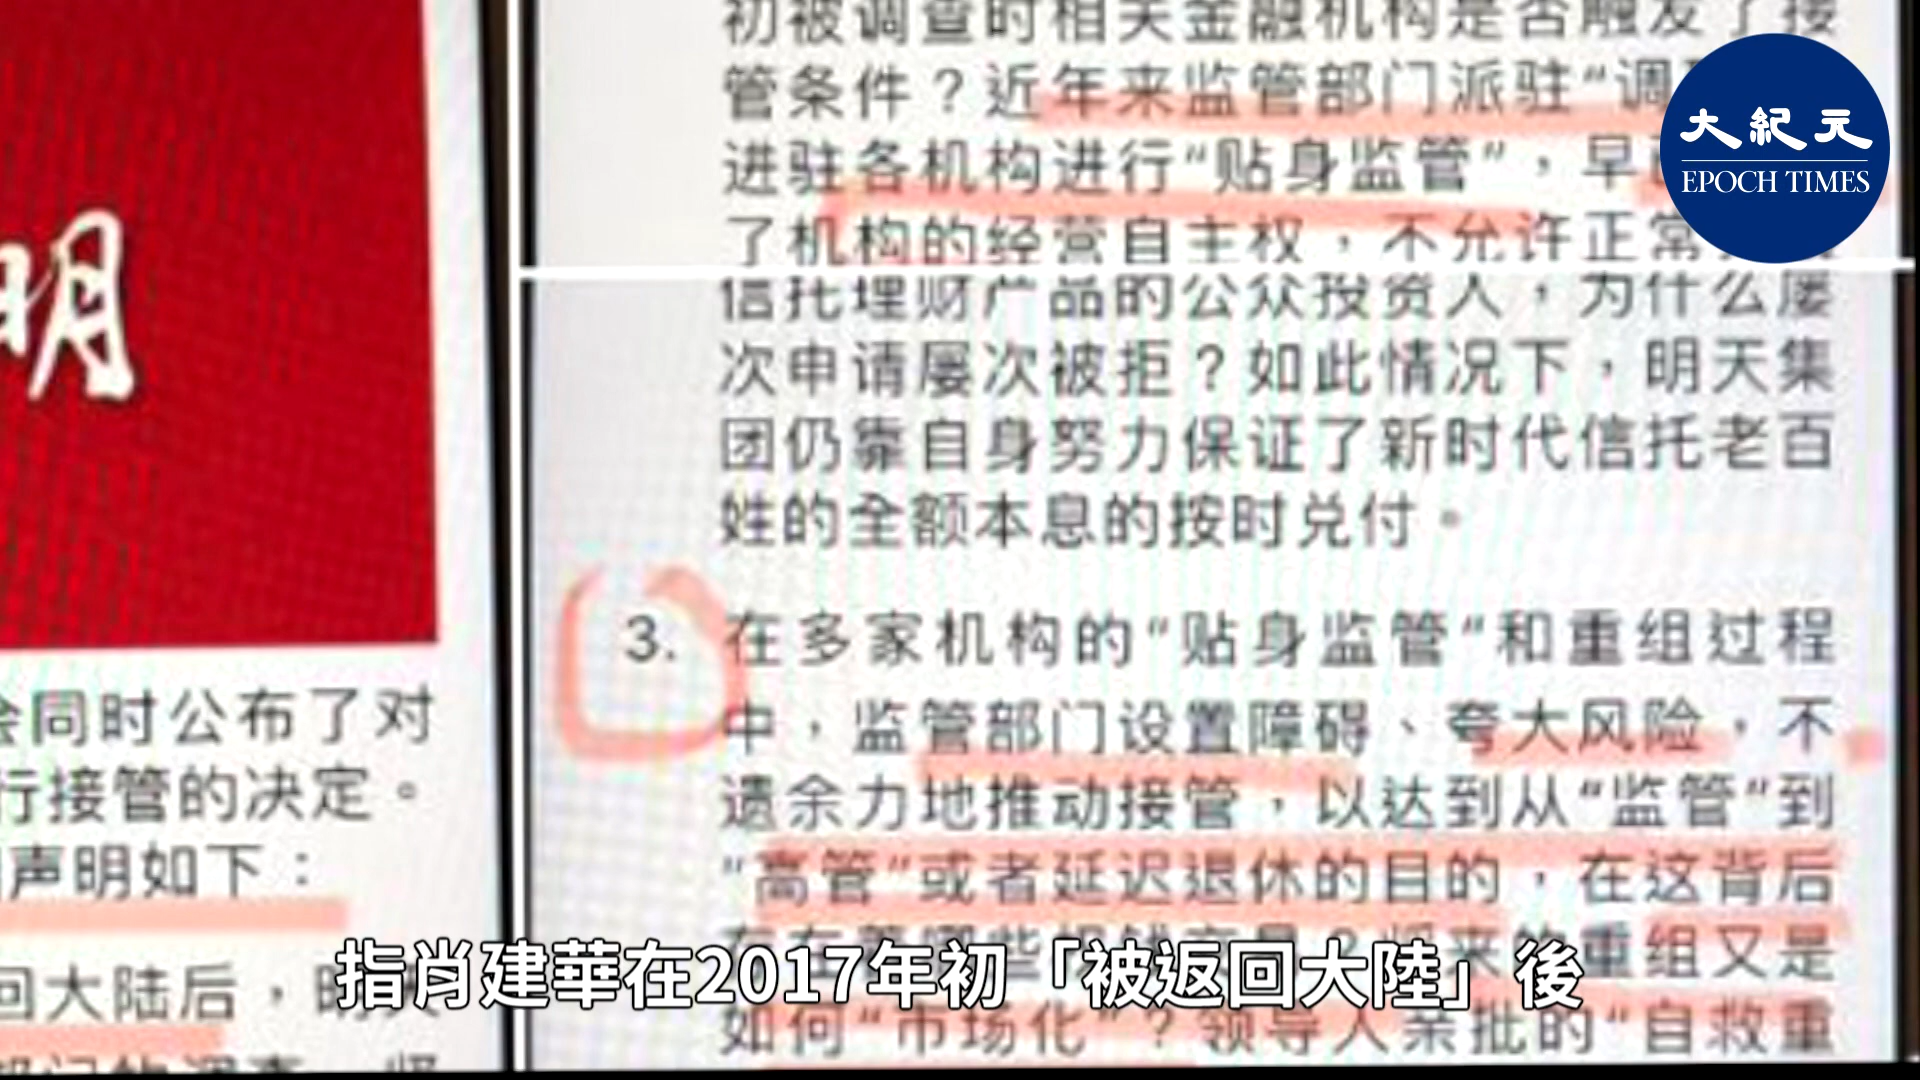 明
会同时公布了对
行接管的决定。
声明如下：
回大陆后，
初被调查时相关金融机构是否触发了接
管条件？近年来监管部门派驻“调
进驻各机构进行“贴身监管”，早
了机构的经营自主权，不允许正常
信托理财产品的公众投资人，为什么屡
次申请屡次被拒？如此情况下，明天集
团仍靠自身努力保证了新时代信托老百
姓的全额本息的按时兑付。
3. 在多家机构的“贴身监管“和重组过程
中，监管部门设置障碍、夸大风险，不
遗余力地推动接管，以达到从“监管”到
“高管”或者延迟退休的目的，在这背后
将来的重组又是
如何“市场化”？领导人亲批的“自救重
大紀元
EPOCH TIMES
指肖建華在2017年初「被返回大陸」後